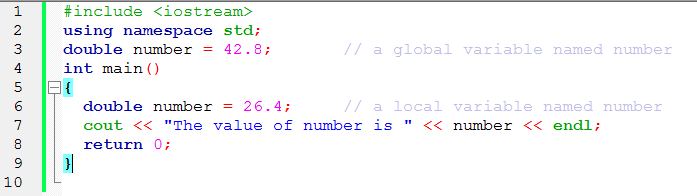 1 #include <iostream>
2 using namespace std;
3 double number = 42.8; // a global variable named number
4 int main()
5 {
6 double number = 26.4; // a local variable named number
7 cout << "The value of number is " << number << endl;
8 return 0;
9 }
10